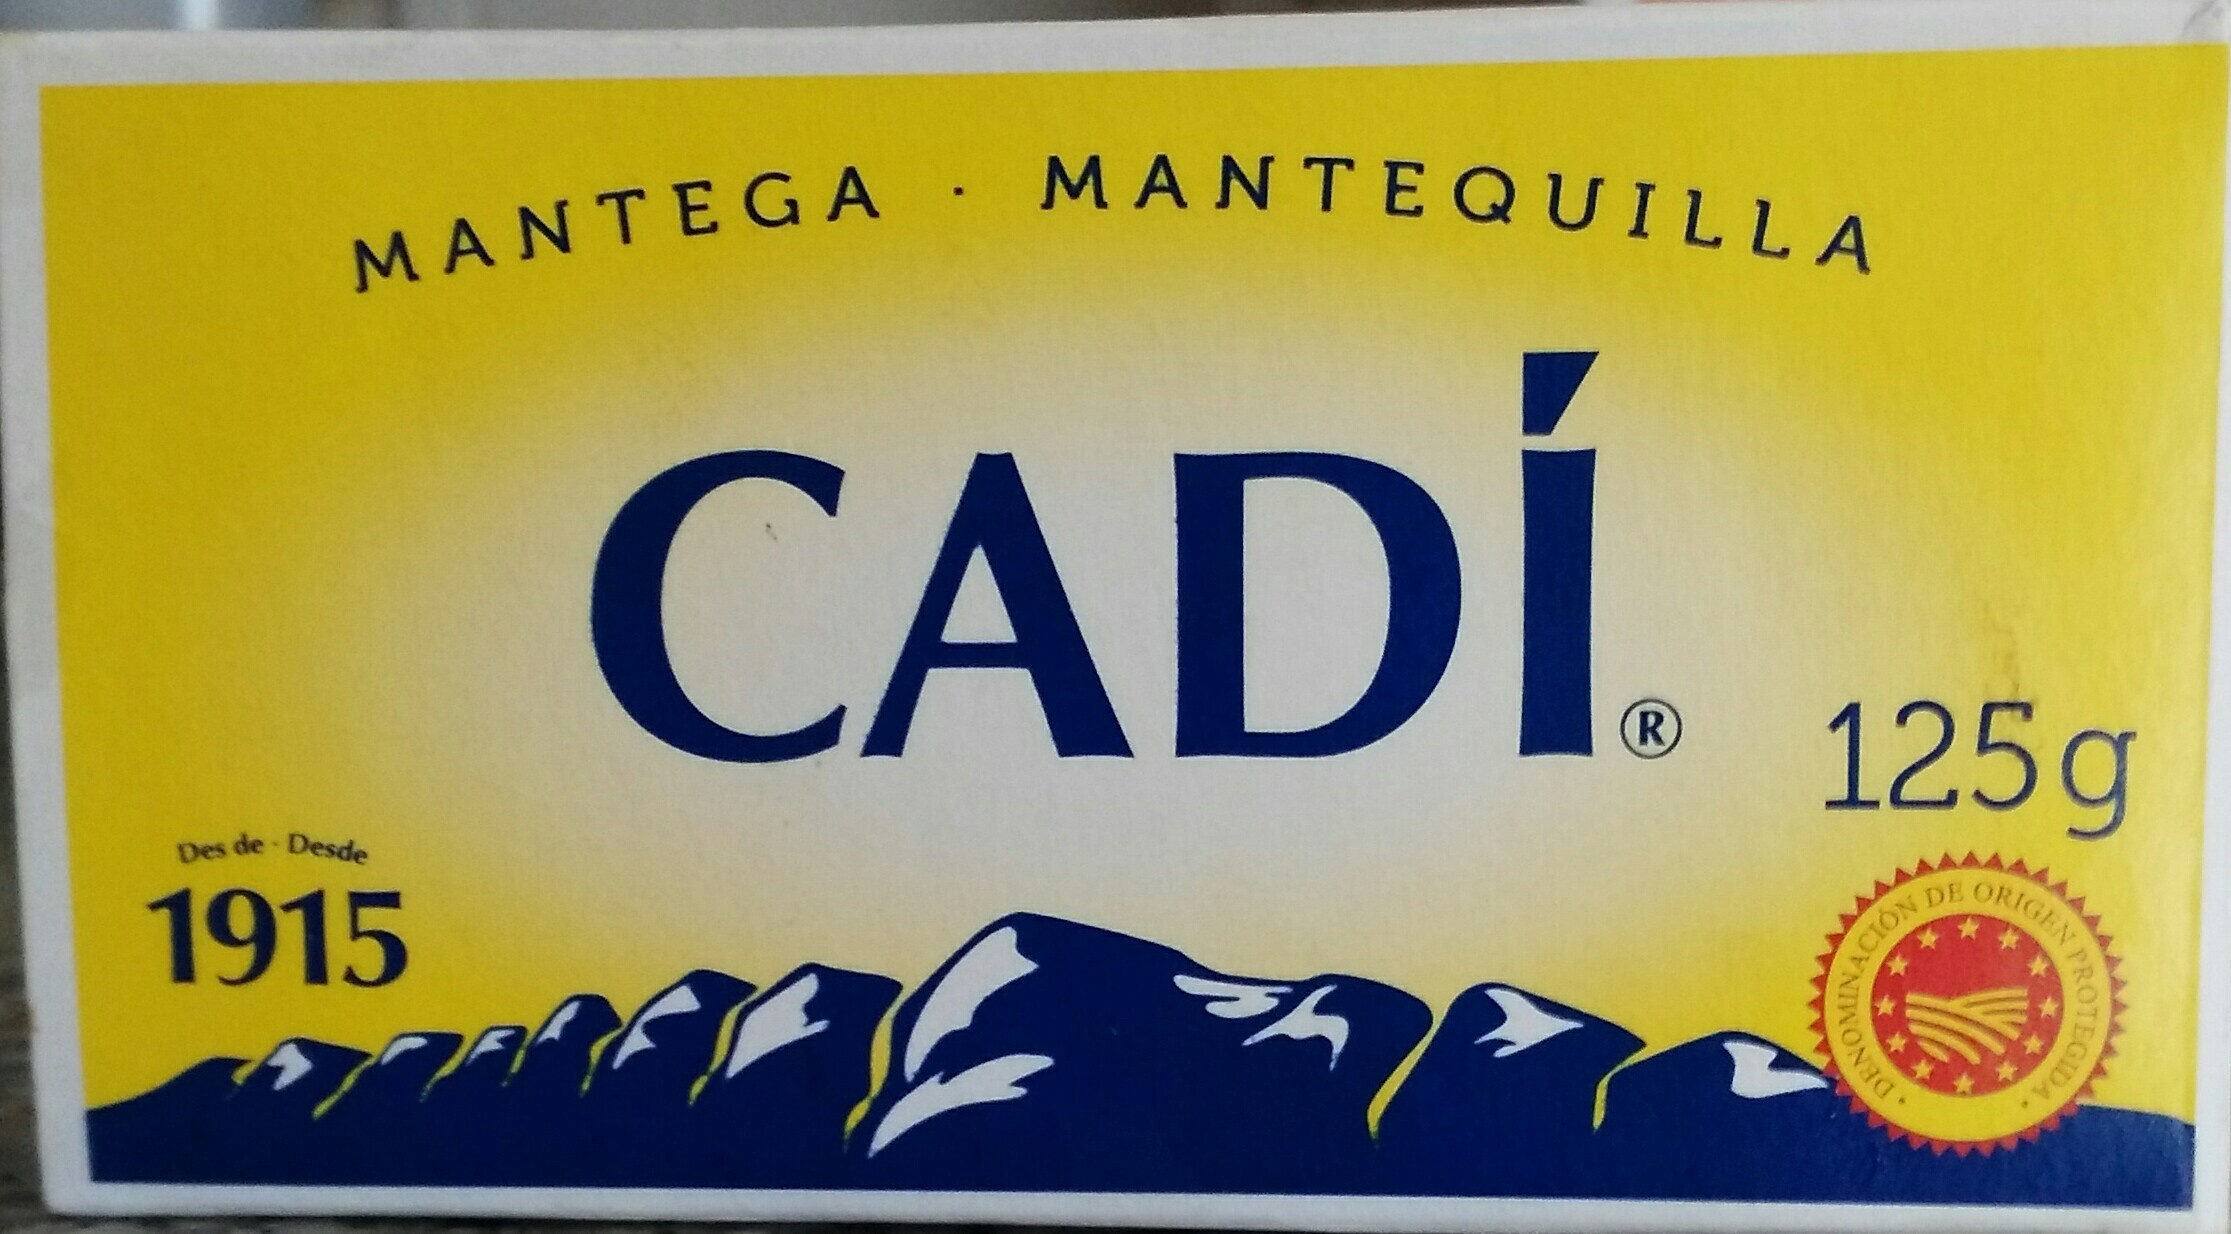 MANTEGA · MANTEQUILLA
CADÍ®
125g
Des de · Desde
1915
· DENOMINACIÓN DE ORIGEN PROTEGIDA ·